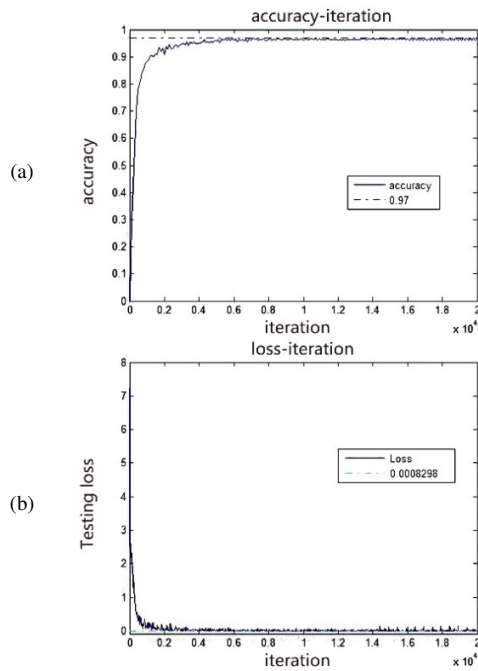 accuracy-iteration
1
0.9
0.8
0.7
0.6
0.5
0.4
0.3
0.2
0.1
0
accuracy
(a)
accuracy
0.97
0 0.2 0.4 0.6 0.8 1 1.2 1.4 1.6 1.8 2
iteration
x 10⁴
loss-iteration
8
7
6
5
4
3
2
1
0
Testing loss
(b)
Loss
0.0008298
0 0.2 0.4 0.6 0.8 1 1.2 1.4 1.6 1.8 2
iteration
x 10⁴